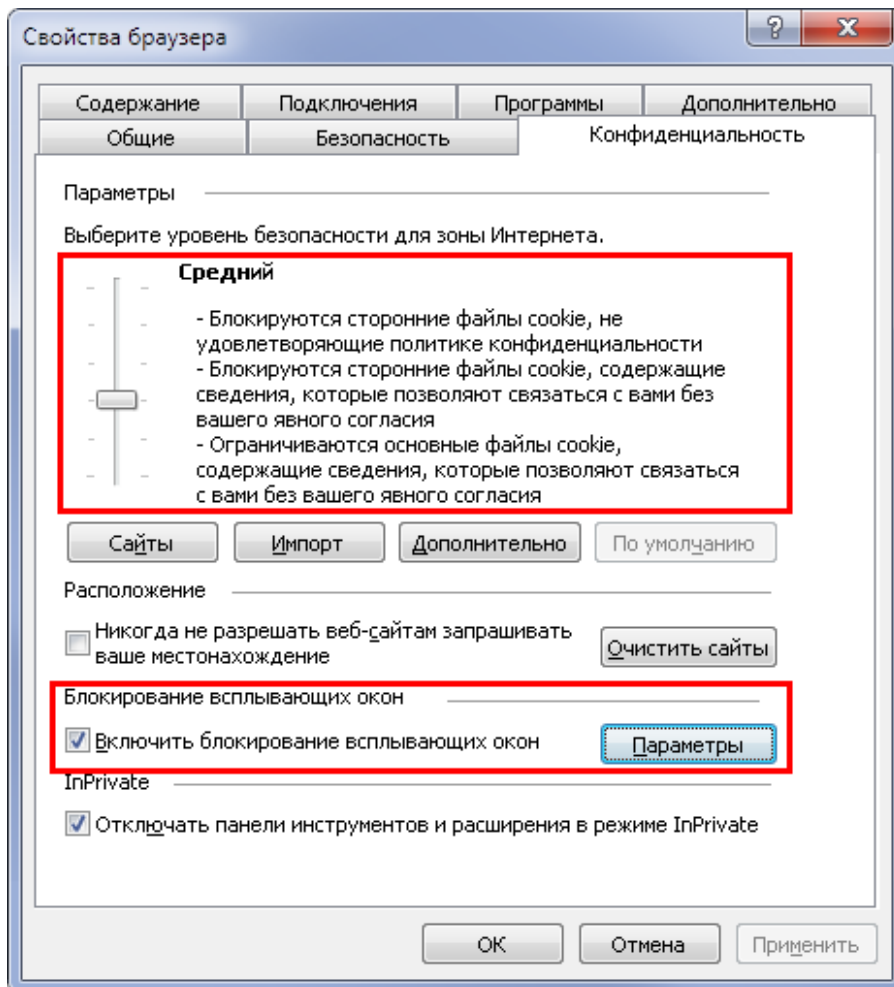 Свойства браузера
Содержание Подключения Программы Дополнительно
Общие Безопасность Конфиденциальность
Параметры
Выберите уровень безопасности для зоны Интернета.
Средний
- Блокируются сторонние файлы cookie, не
удовлетворяющие политике конфиденциальности
- Блокируются сторонние файлы cookie, содержащие
сведения, которые позволяют связаться с вами без
вашего явного согласия
- Ограничиваются основные файлы cookie,
содержащие сведения, которые позволяют связаться
с вами без вашего явного согласия
Сайты Импорт Дополнительно По умолчанию
Расположение
Никогда не разрешать веб-сайтам запрашивать
ваше местонахождение
Очистить сайты
Блокирование всплывающих окон
Включить блокирование всплывающих окон Параметры
InPrivate
Отключать панели инструментов и расширения в режиме InPrivate
ОК Отмена Применить